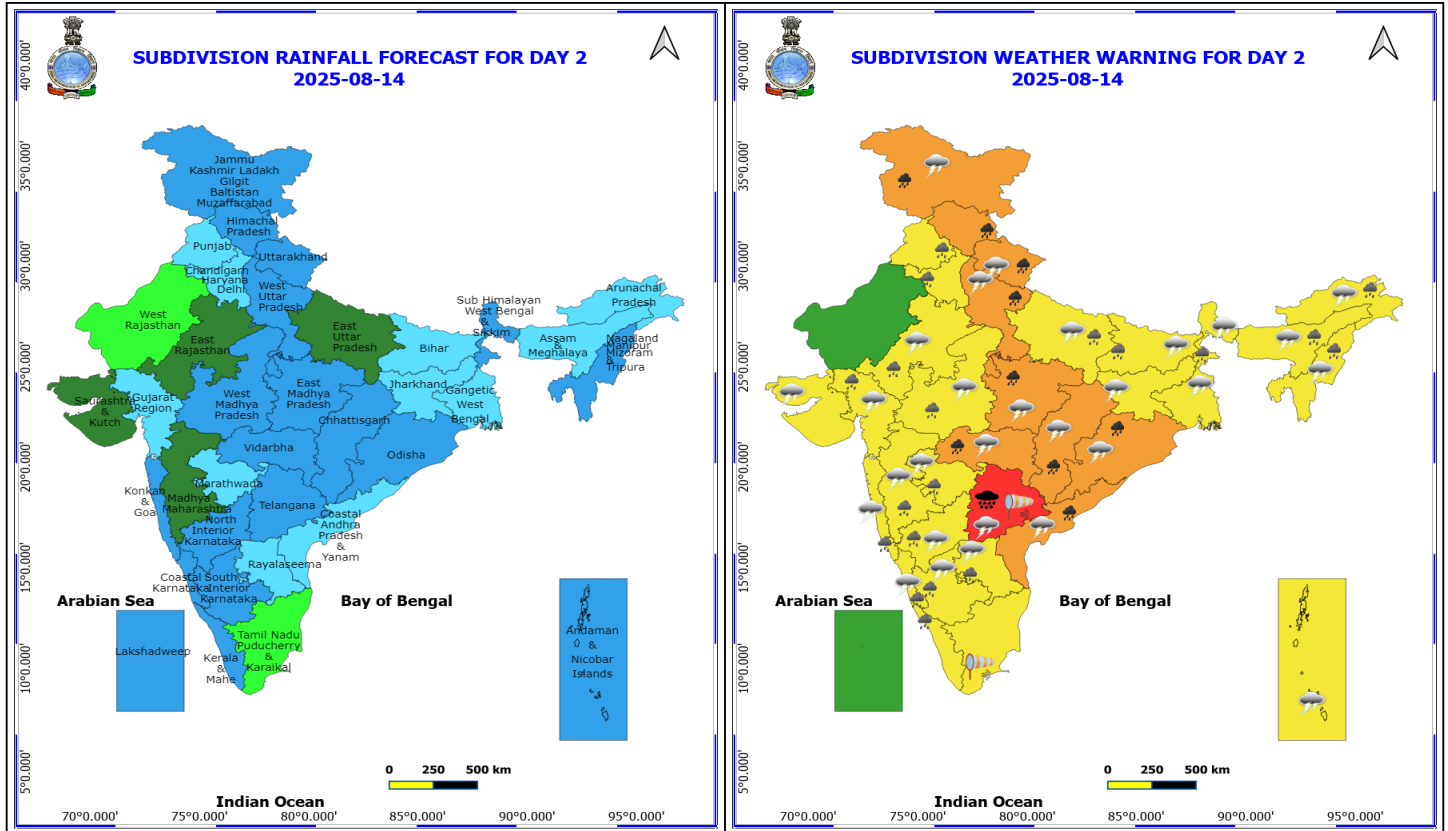 SUBDIVISION RAINFALL FORECAST FOR DAY 2
2025-08-14
40°0.000'
35°0.000'
30°0.000'
25°0.000'
20°0.000'
15°0.000'
10°0.000'
5°0.000'
Jammu
Kashmir Ladakh
Gilgit
Baltistan
Muzaffarabad
Himachal
Pradesh
Punjab
Uttarakhand
Chandigarh
Haryana
Delhi
West
Uttar
Pradesh
West
Rajasthan
East
Rajasthan
East
Uttar
Pradesh
Sub Himalayan
West Bengal
&
Sikkim
Arunachal
Pradesh
Assam
&
Meghalaya
Nagaland
Manipur
Mizoram
&
Tripura
Bihar
Jharkhand
Gangetic
West
Bengal
Saurashtra
&
Kutch
Gujarat
Region
West
Madhya
Pradesh
East
Madhya
Pradesh
Chhattisgarh
Vidarbha
Odisha
Konkan
&
Goa
Madhya
Maharashtra
Marathwada
Telangana
North
Interior
Karnataka
Coastal
Andhra
Pradesh
&
Yanam
Rayalaseema
Coastal
Karnataka
South
Interior
Karnataka
Arabian Sea
Bay of Bengal
Lakshadweep
Kerala
&
Mahe
Tamil Nadu
Puducherry
&
Karaikal
Andaman
&
Nicobar
Islands
0 250 500 km
Indian Ocean
70°0.000' 75°0.000' 80°0.000' 85°0.000' 90°0.000' 95°0.000'
SUBDIVISION WEATHER WARNING FOR DAY 2
2025-08-14
40°0.000'
35°0.000'
30°0.000'
25°0.000'
20°0.000'
15°0.000'
10°0.000'
5°0.000'
Arabian Sea
Bay of Bengal
0 250 500 km
Indian Ocean
70°0.000' 75°0.000' 80°0.000' 85°0.000' 90°0.000' 95°0.000'